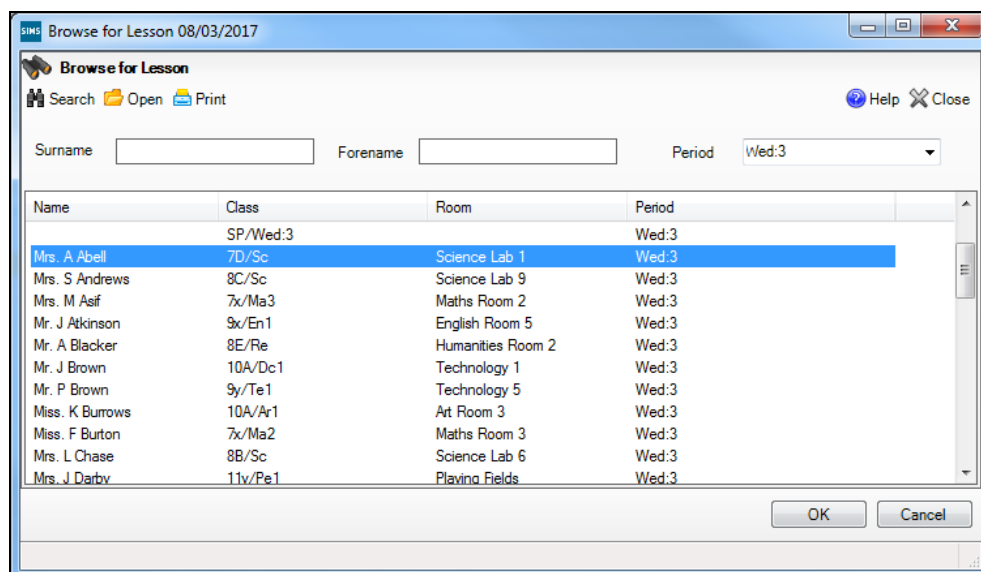 SIMS Browse for Lesson 08/03/2017
Browse for Lesson
Search Open Print Help Close
Surname Forename Period Wed:3
Name Class Room Period
SP/Wed:3 Wed:3
Mrs. A Abell 7D/Sc Science Lab 1 Wed:3
Mrs. S Andrews 8C/Sc Science Lab 9 Wed:3
Mrs. M Asif 7x/Ma3 Maths Room 2 Wed:3
Mr. J Atkinson 9x/En1 English Room 5 Wed:3
Mr. A Blacker 8E/Re Humanities Room 2 Wed:3
Mr. J Brown 10A/Dc1 Technology 1 Wed:3
Mr. P Brown 9y/Te1 Technology 5 Wed:3
Miss. K Burrows 10A/Ar1 Art Room 3 Wed:3
Miss. F Burton 7x/Ma2 Maths Room 3 Wed:3
Mrs. L Chase 8B/Sc Science Lab 6 Wed:3
Mrs. J Darby 11y/Pe1 Playing Fields Wed:3
OK Cancel